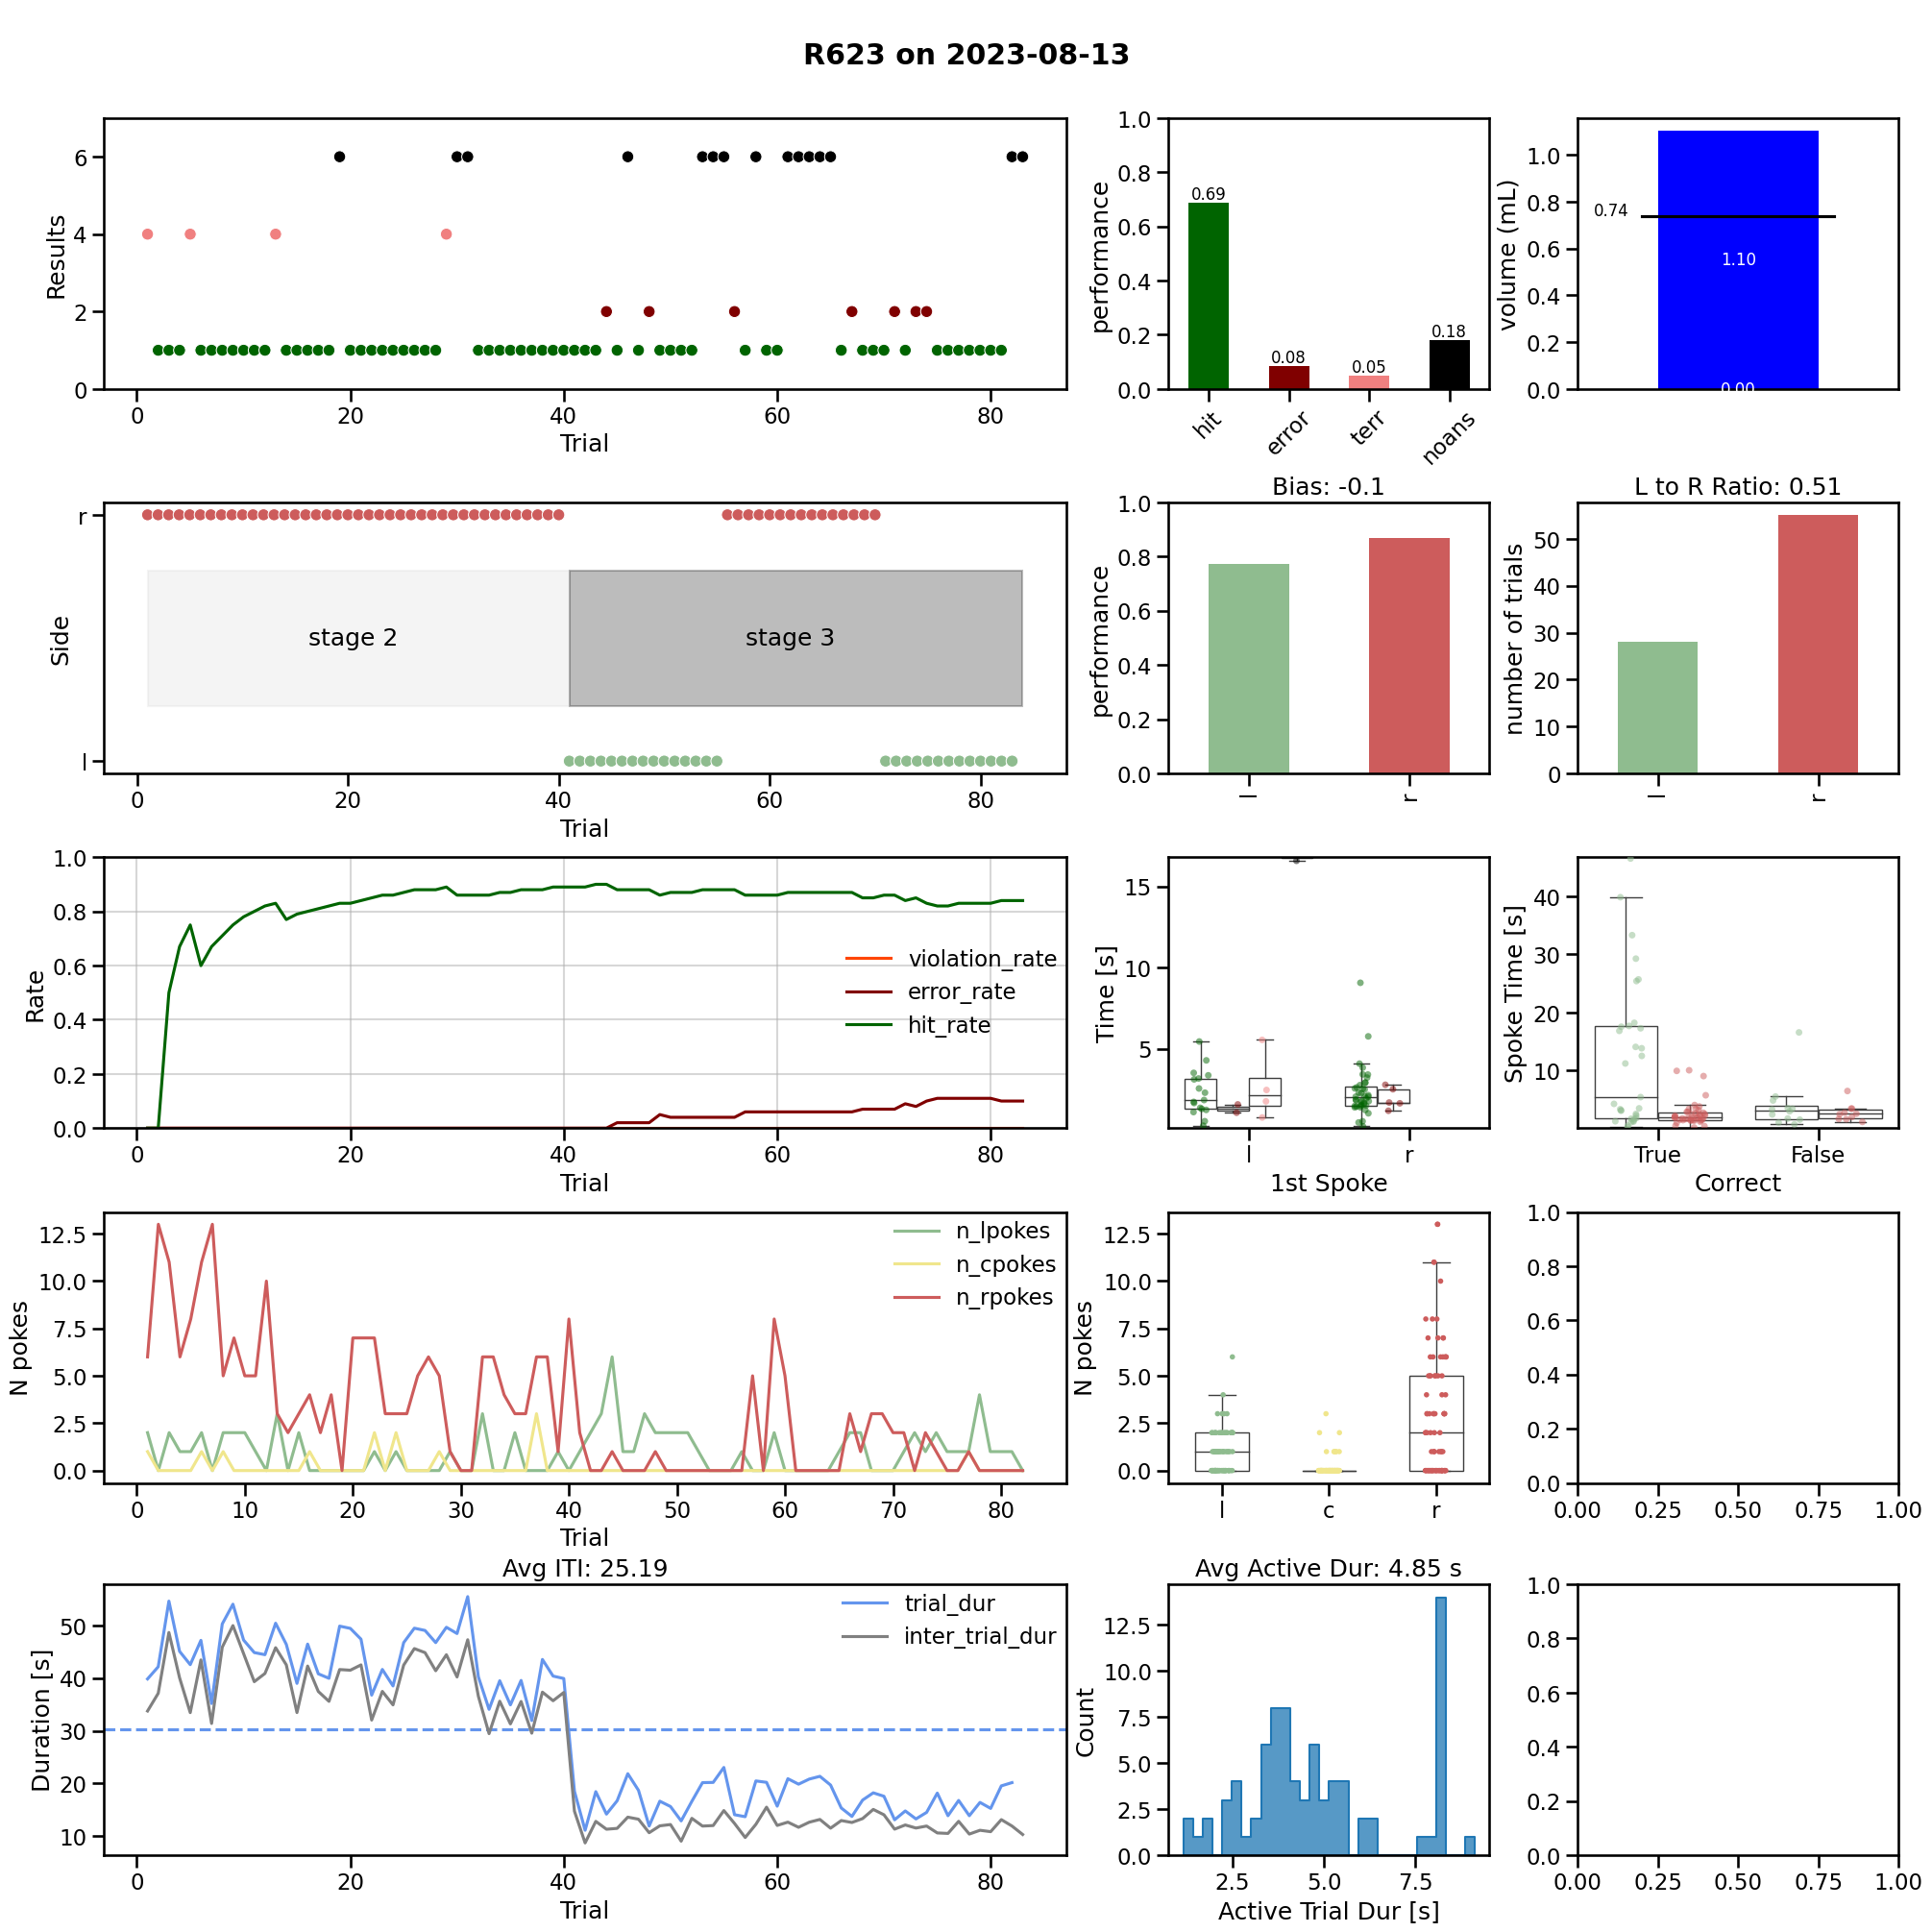 R623 on 2023-08-13
Results
6
4
2
0
0 20 40 60 80
Trial
performance
1.0
0.8
0.6
0.4
0.2
0.0
0.69
0.08
0.05
0.18
hit error terr noans
volume (mL)
1.0
0.8
0.6
0.4
0.2
0.0
0.74
1.10
0.00
Side
r
l
stage 2
stage 3
0 20 40 60 80
Trial
Bias: -0.1
performance
1.0
0.8
0.6
0.4
0.2
0.0
l r
L to R Ratio: 0.51
number of trials
50
40
30
20
10
0
l r
Rate
1.0
0.8
0.6
0.4
0.2
0.0
violation_rate
error_rate
hit_rate
0 20 40 60 80
Trial
Time [s]
15
10
5
l r
1st Spoke
Spoke Time [s]
40
30
20
10
True False
Correct
N pokes
12.5
10.0
7.5
5.0
2.5
0.0
n_lpokes
n_cpokes
n_rpokes
0 10 20 30 40 50 60 70 80
Trial
N pokes
12.5
10.0
7.5
5.0
2.5
0.0
l c r
1.0
0.8
0.6
0.4
0.2
0.0
0.00 0.25 0.50 0.75 1.00
Avg ITI: 25.19
Duration [s]
50
40
30
20
10
trial_dur
inter_trial_dur
0 20 40 60 80
Trial
Avg Active Dur: 4.85 s
Count
12.5
10.0
7.5
5.0
2.5
0.0
2.5 5.0 7.5
Active Trial Dur [s]
1.0
0.8
0.6
0.4
0.2
0.0
0.00 0.25 0.50 0.75 1.00